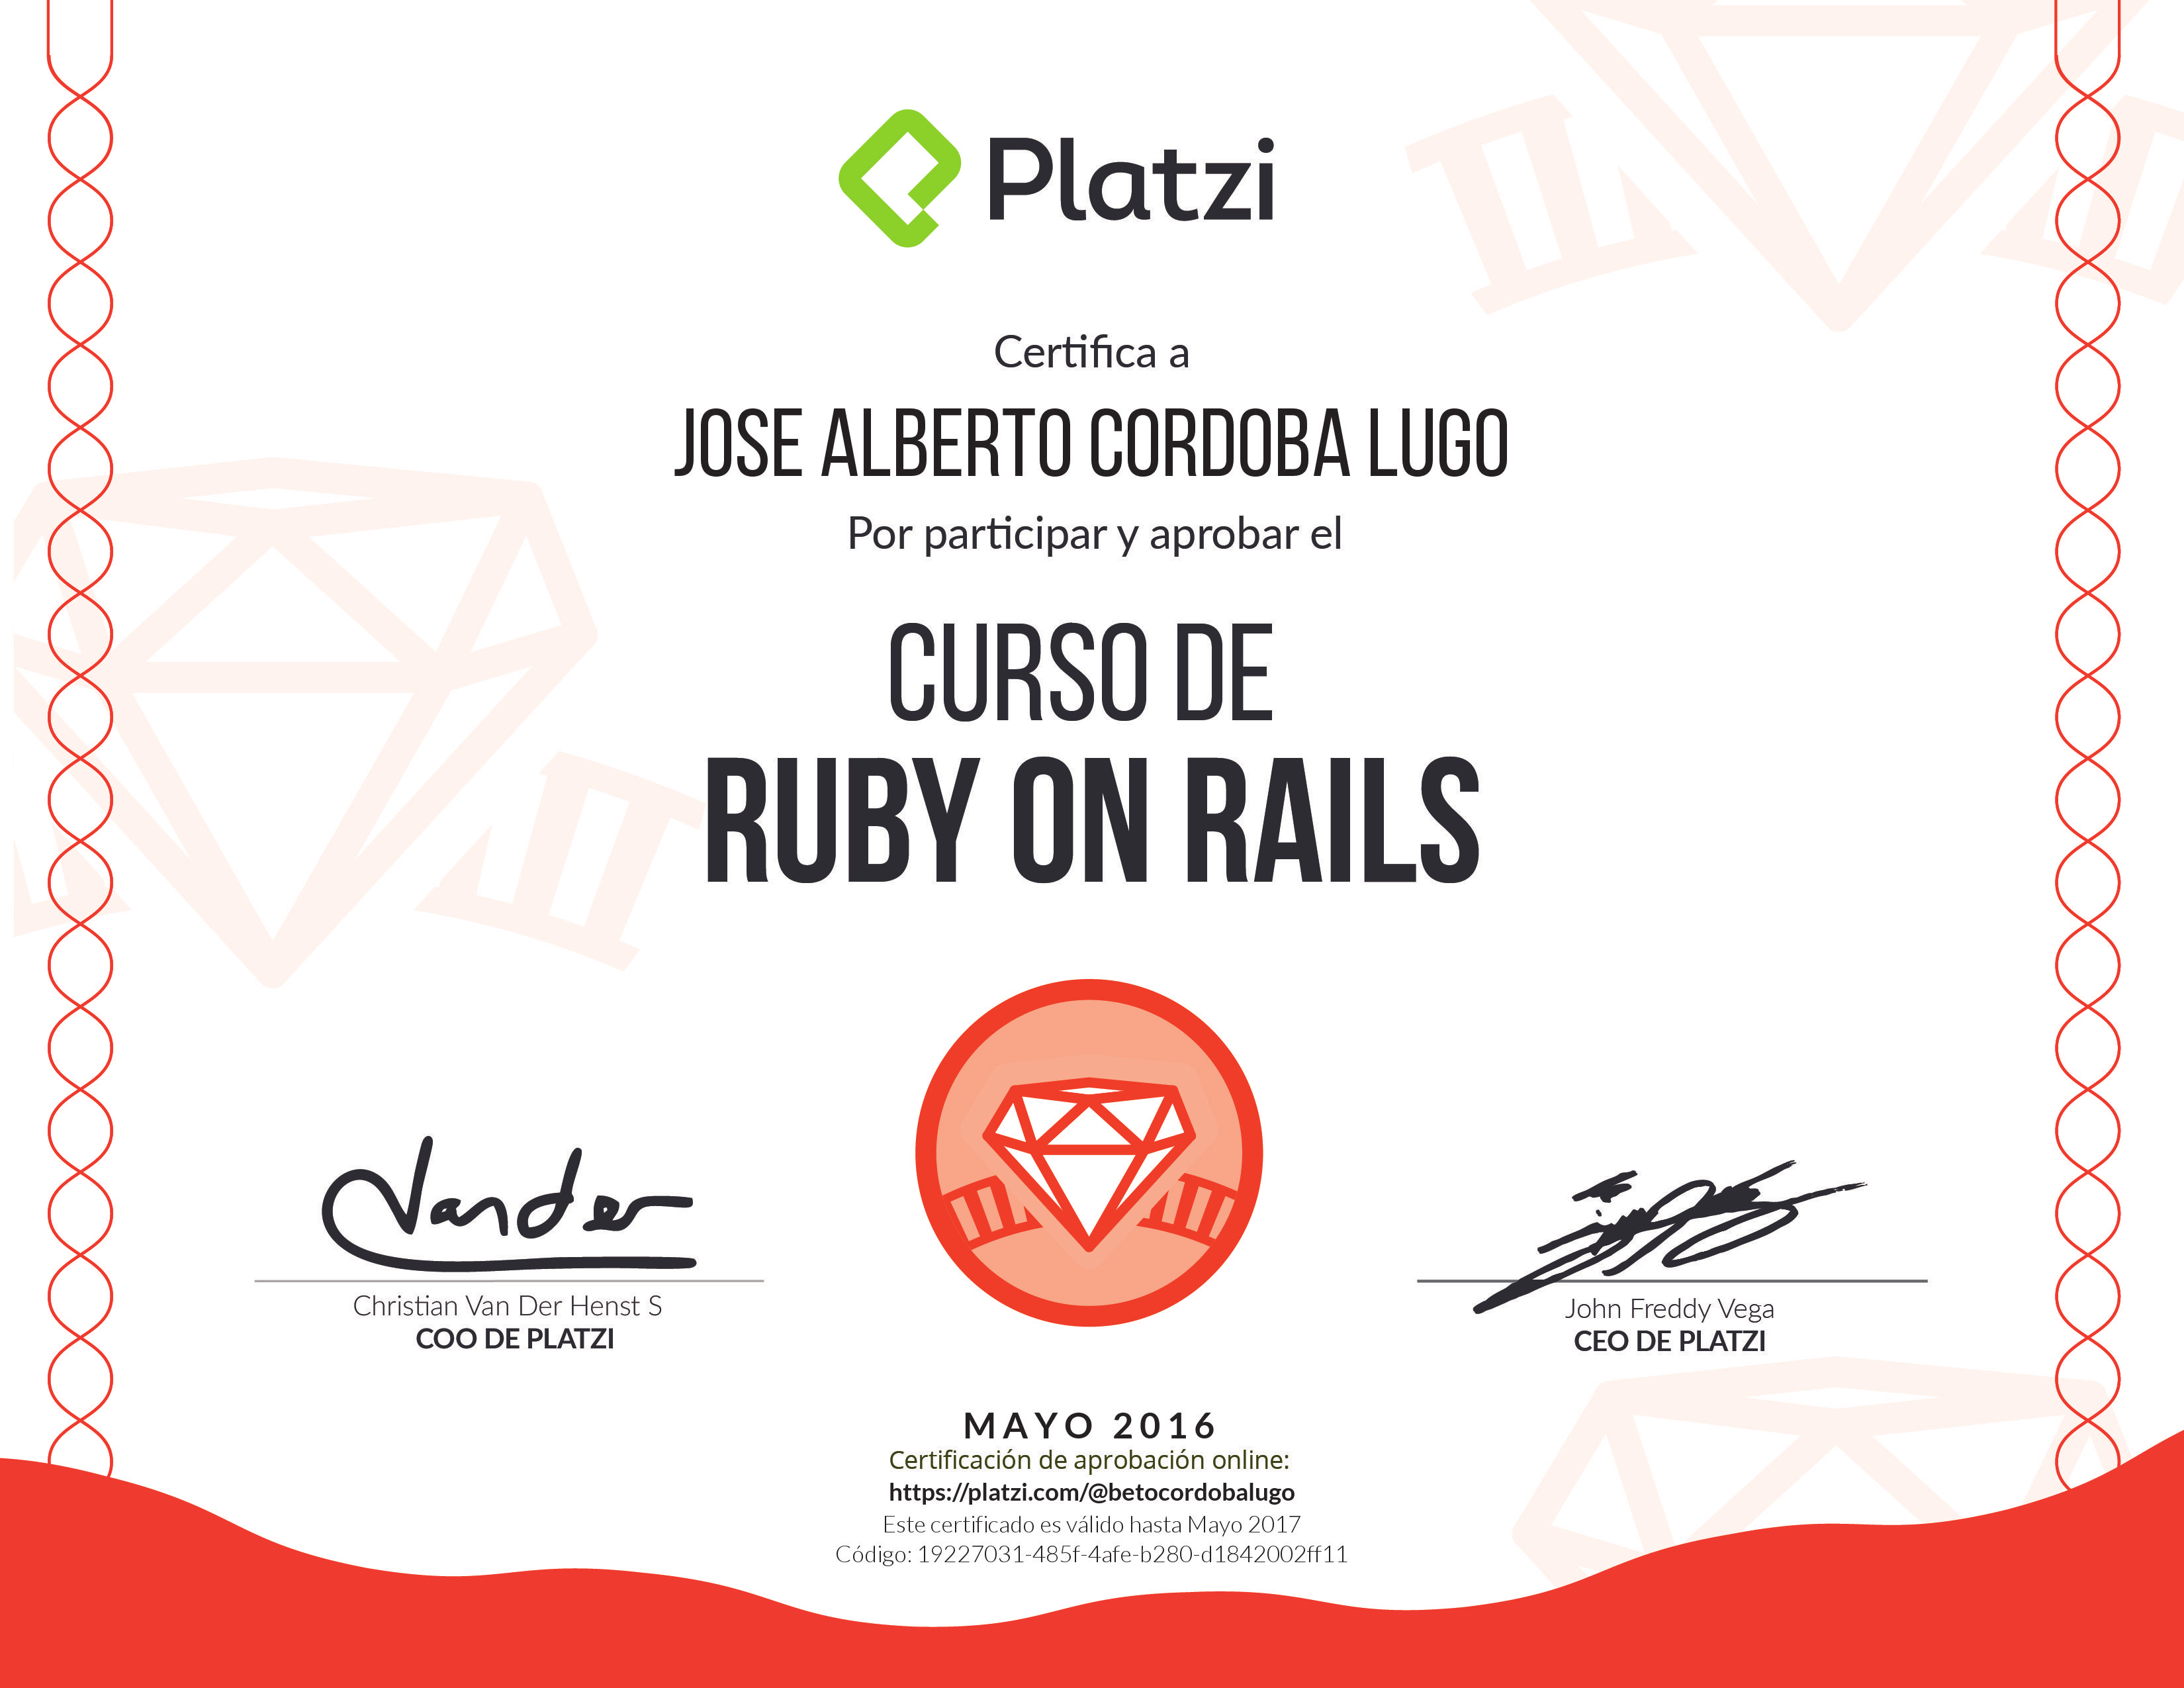 Platzi
Certifica a
JOSE ALBERTO CORDOBA LUGO
Por participar y aprobar el
CURSO DE
RUBY ON RAILS
Vander
Christian Van Der Henst S
COO DE PLATZI
John Freddy Vega
CEO DE PLATZI
MAYO 2016
Certificación de aprobación online:
https://platzi.com/@betocordobalugo
Este certificado es válido hasta Mayo 2017
Código: 19227031-485f-4afe-b280-d1842002ff11